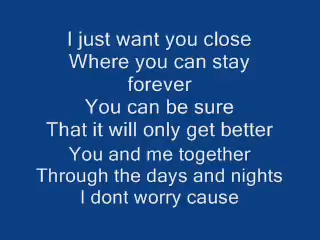 I just want you close
Where you can stay
forever
You can be sure
That it will only get better
You and me together
Through the days and nights
I dont worry cause